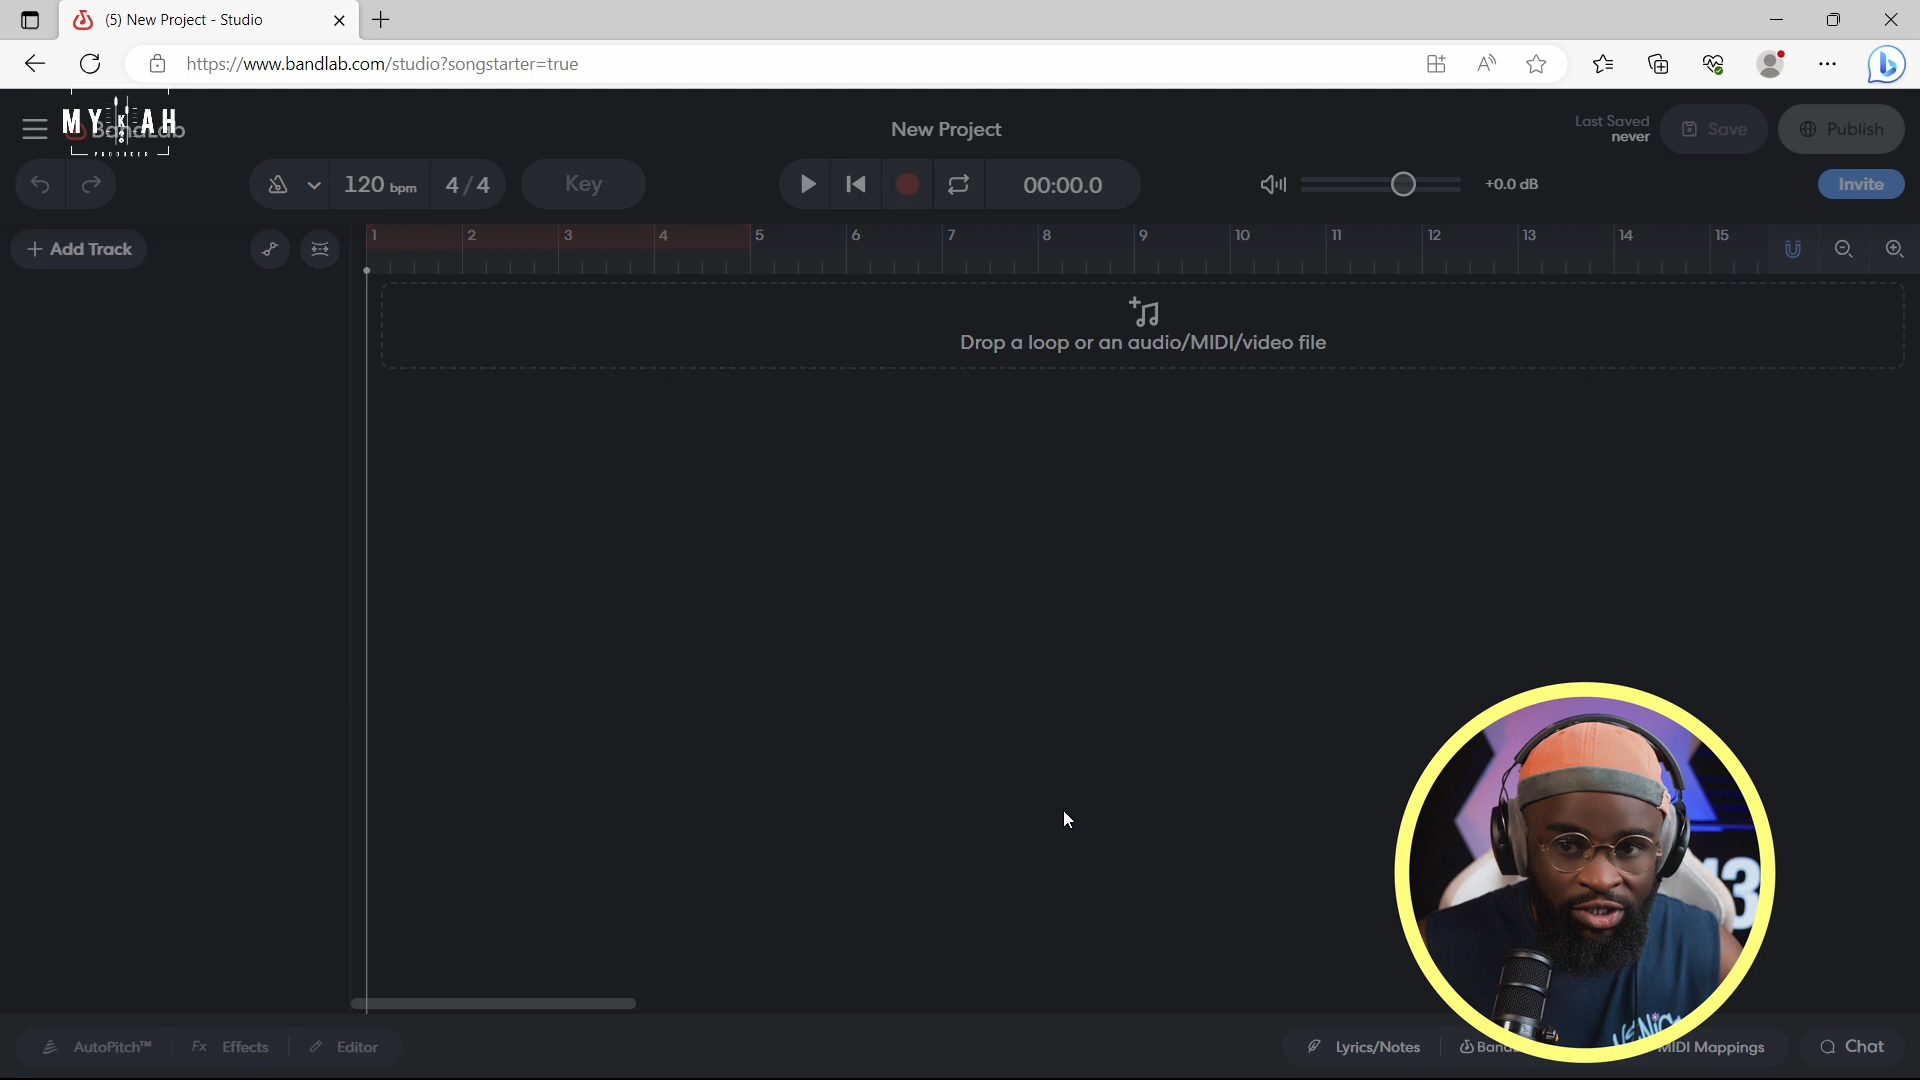 (5) New Project - Studio
https://www.bandlab.com/studio?songstarter=true
MYKAH
PRODUCER
BandLab
New Project
Last Saved
never
Save
Publish
120 bpm
4/4
Key
00:00.0
+0.0 dB
Invite
+ Add Track
1 2 3 4 5 6 7 8 9 10 11 12 13 14 15
Drop a loop or an audio/MIDI/video file
13
AutoPitch™
Fx Effects
Editor
Lyrics/Notes
MIDI Mappings
Chat